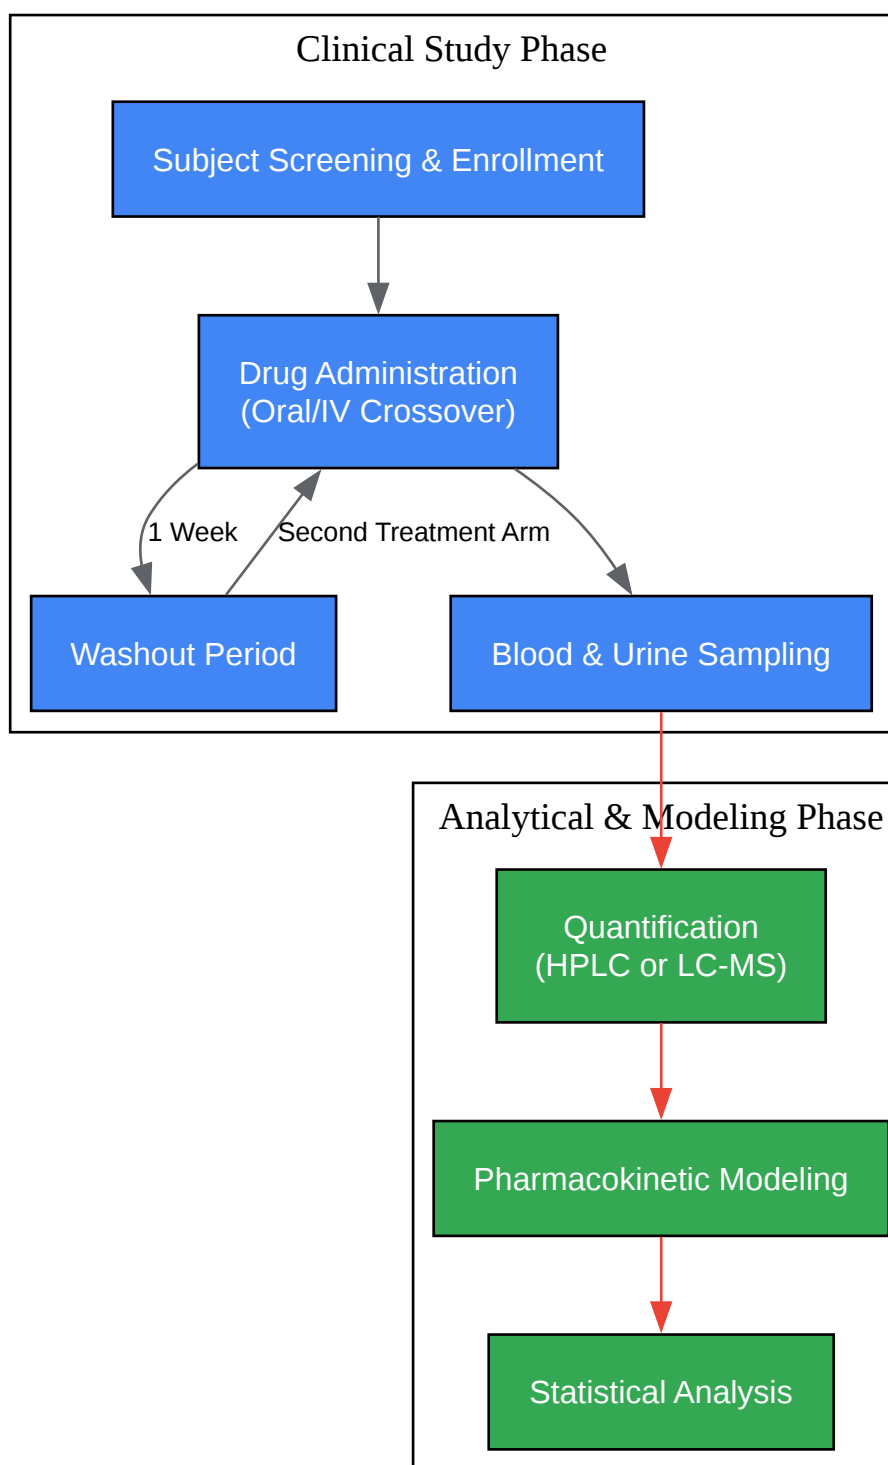 Clinical Study Phase
Subject Screening & Enrollment
Drug Administration
(Oral/IV Crossover)
1 Week
Second Treatment Arm
Washout Period
Blood & Urine Sampling
Analytical & Modeling Phase
Quantification
(HPLC or LC-MS)
Pharmacokinetic Modeling
Statistical Analysis